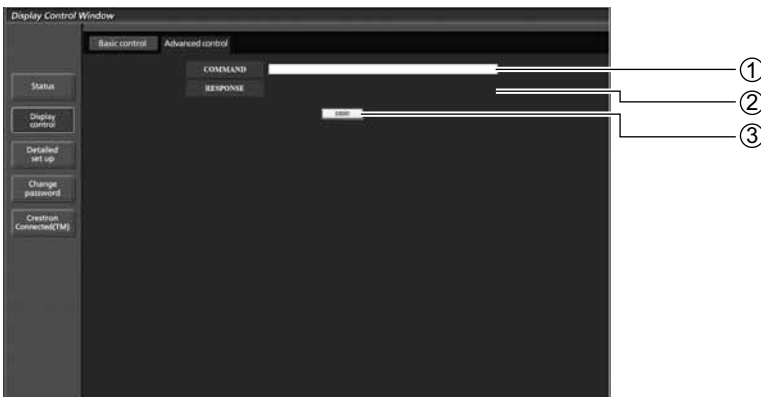 Display Control Window
Basic control
Advanced control
COMMAND
①
RESPONSE
②
SEND
③
Status
Display
control
Detailed
set up
Change
password
Crestron
Connected(TM)